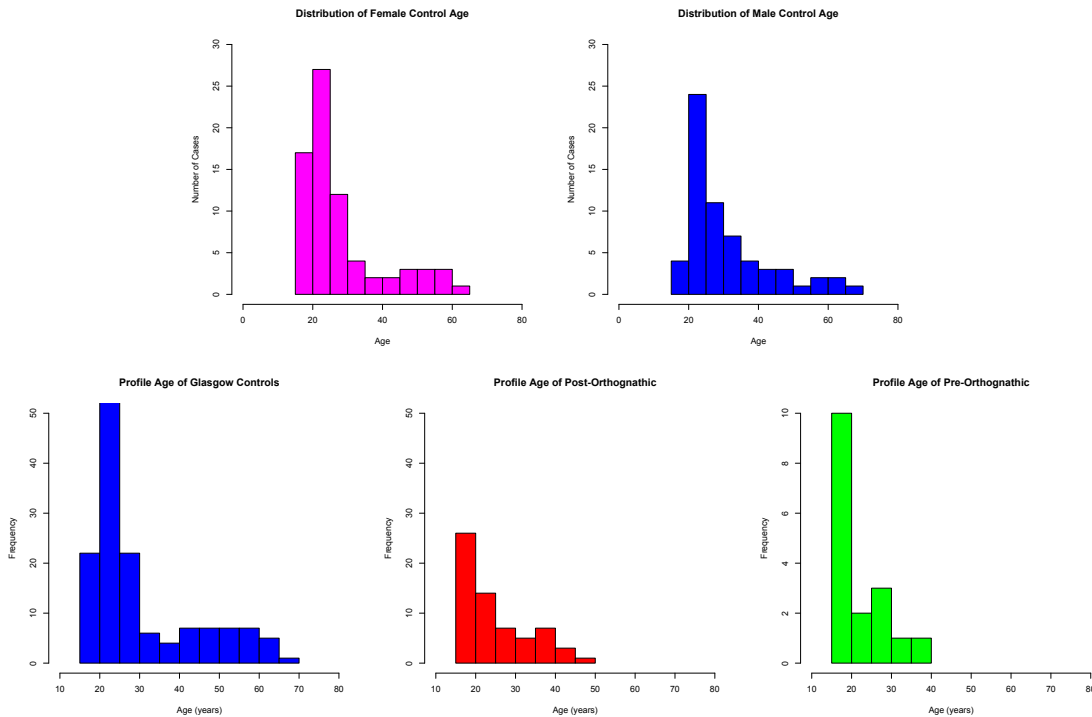 Distribution of Female Control Age
Number of Cases
30
25
20
15
10
5
0
0 20 40 60 80
Age
Distribution of Male Control Age
Number of Cases
30
25
20
15
10
5
0
0 20 40 60 80
Age
Profile Age of Glasgow Controls
Frequency
50
40
30
20
10
0
10 20 30 40 50 60 70 80
Age (years)
Profile Age of Post-Orthognathic
Frequency
50
40
30
20
10
0
10 20 30 40 50 60 70 80
Age (years)
Profile Age of Pre-Orthognathic
Frequency
10
8
6
4
2
0
10 20 30 40 50 60 70 80
Age (years)